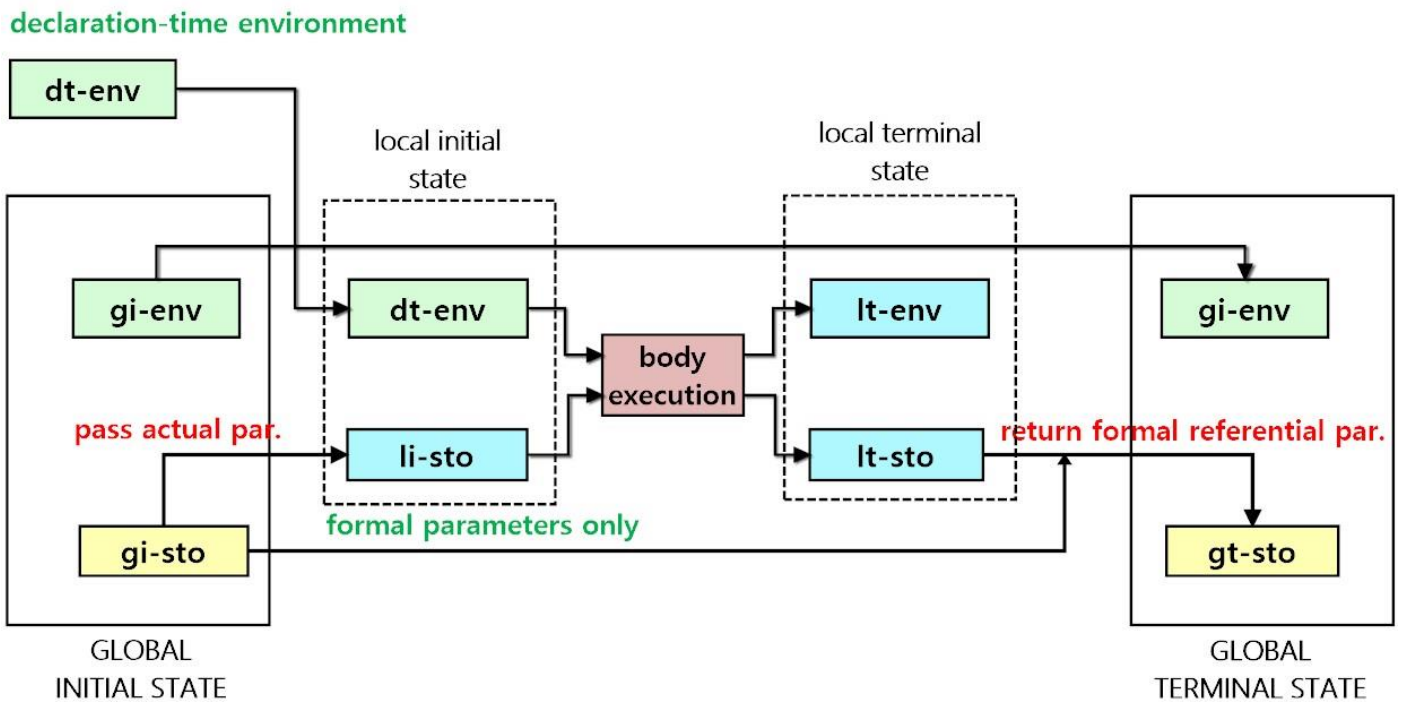 declaration-time environment
dt-env
local initial
state
local terminal
state
gi-env
dt-env
lt-env
gi-env
body
execution
pass actual par.
li-sto
lt-sto
return formal referential par.
formal parameters only
gi-sto
gt-sto
GLOBAL
INITIAL STATE
GLOBAL
TERMINAL STATE